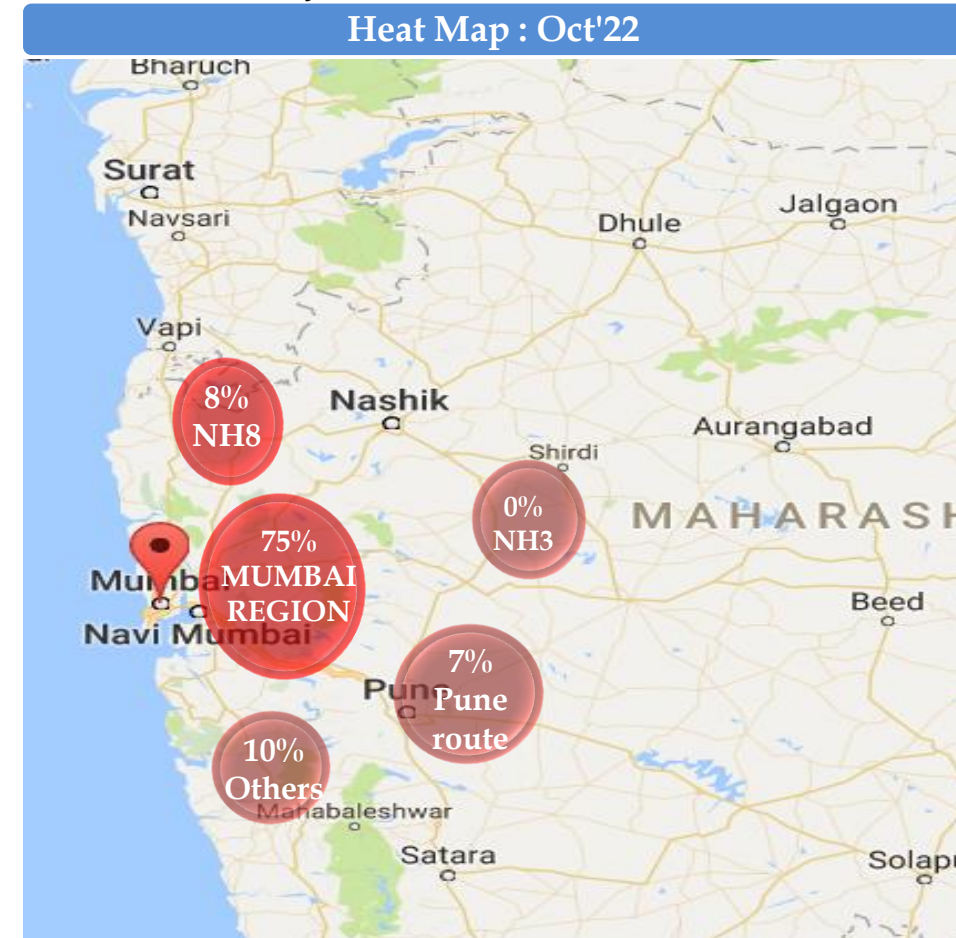 Heat Map : Oct'22
Bharuch
Surat
Navsari
Dhule
Jalgaon
Vapi
8%
NH8
Nashik
Aurangabad
Shirdi
0%
NH3
MAHARASH
75%
MUMBAI
REGION
Mumbai
Navi Mumbai
Beed
7%
Pune
Pune
route
10%
Others
Mahabaleshwar
Satara
Solap